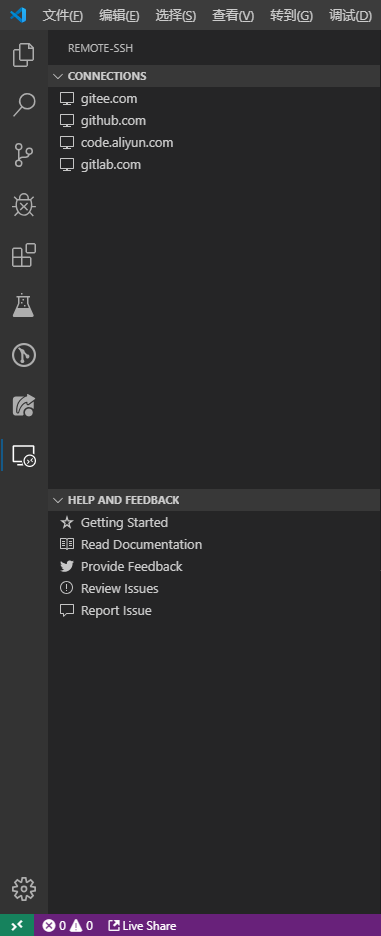 文件(F) 编辑(E) 选择(S) 查看(V) 转到(G) 调试(D)
REMOTE-SSH
CONNECTIONS
gitee.com
github.com
code.aliyun.com
gitlab.com
HELP AND FEEDBACK
Getting Started
Read Documentation
Provide Feedback
Review Issues
Report Issue
0 0 Live Share